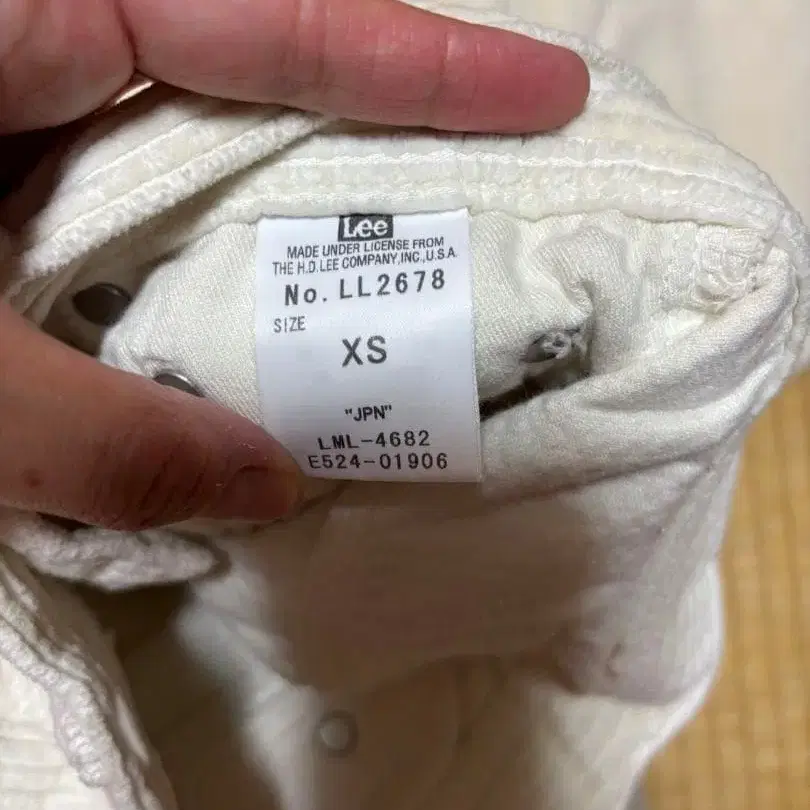 Lee
MADE UNDER LICENSE FROM
THE H.D.LEE COMPANY,INC.,U.S.A.
No. LL2678
SIZE
XS
"JPN"
LML-4682
E524-01906